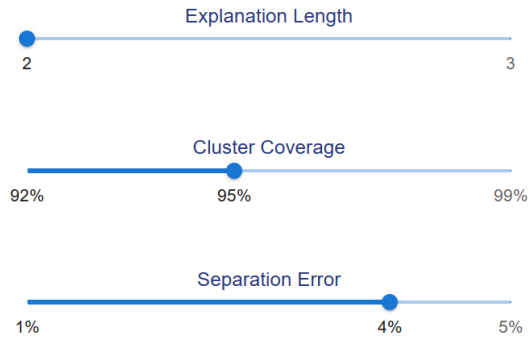 Explanation Length
2 3
Cluster Coverage
92% 95% 99%
Separation Error
1% 4% 5%